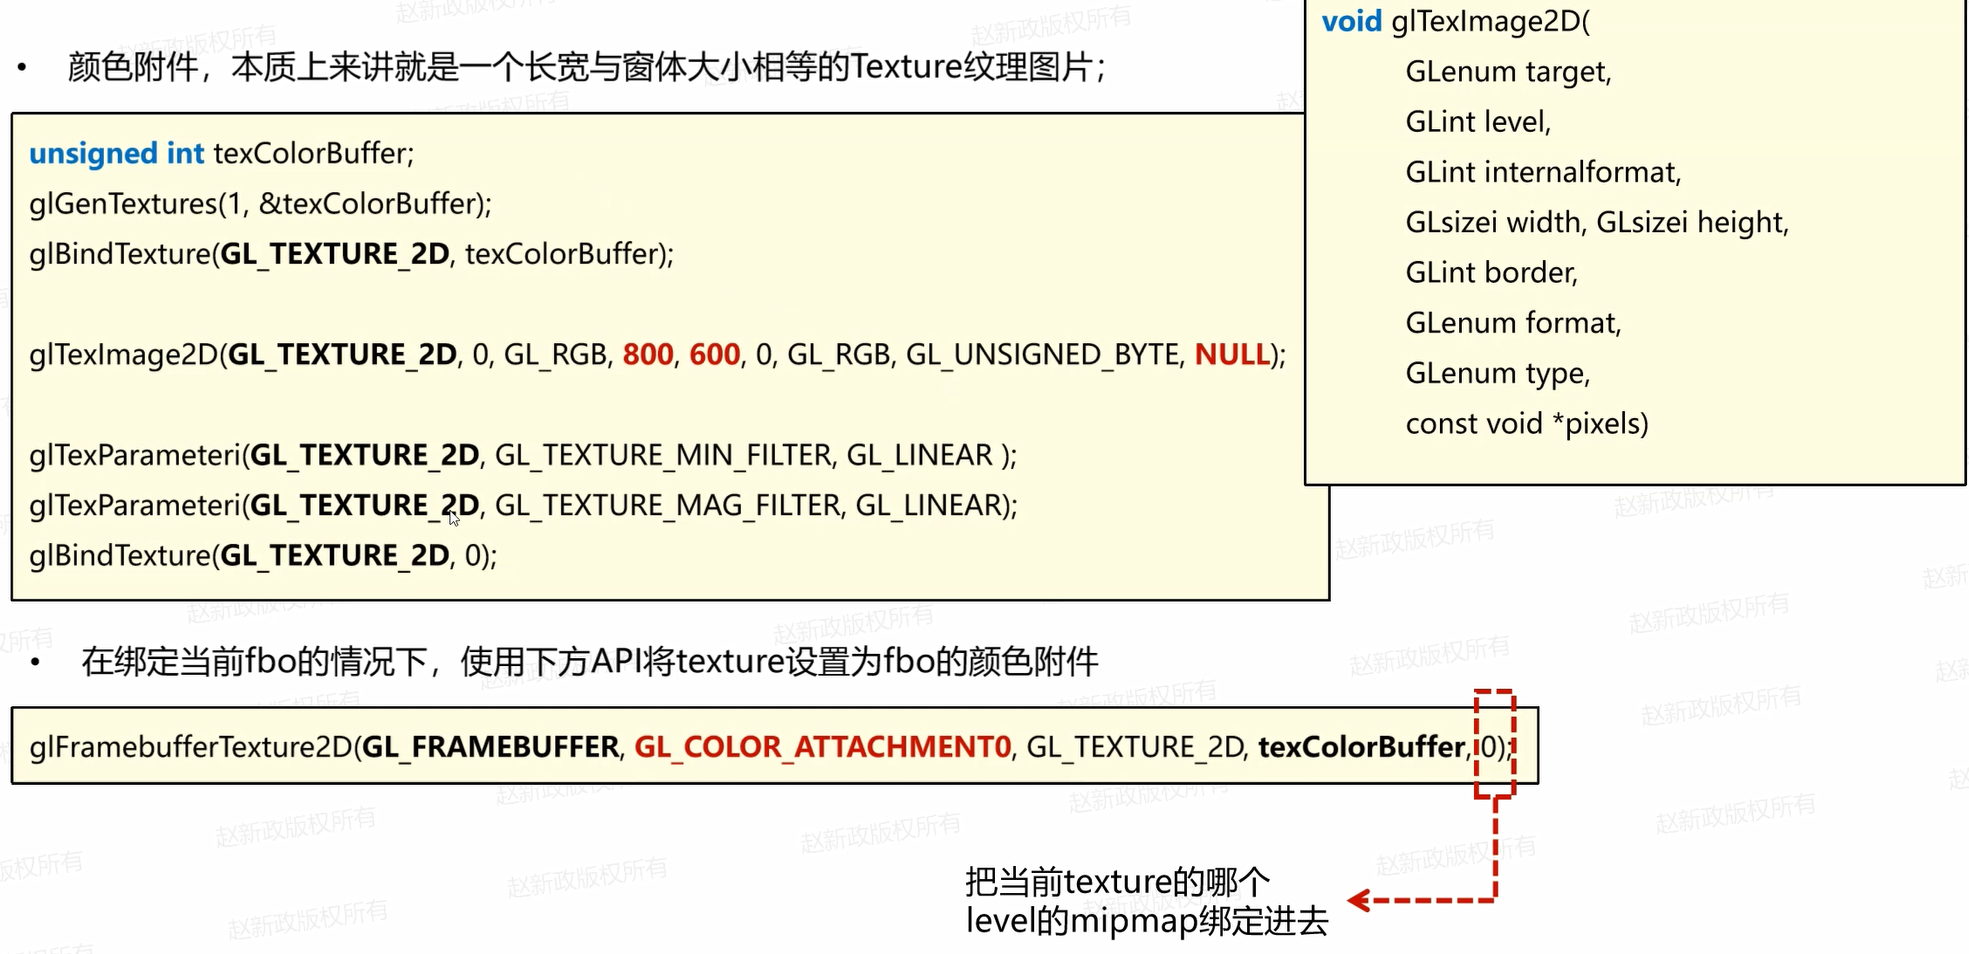 • 颜色附件，本质上来讲就是一个长宽与窗体大小相等的Texture纹理图片；
unsigned int texColorBuffer;
glGenTextures(1, &texColorBuffer);
glBindTexture(GL_TEXTURE_2D, texColorBuffer);
glTexImage2D(GL_TEXTURE_2D, 0, GL_RGB, 800, 600, 0, GL_RGB, GL_UNSIGNED_BYTE, NULL);
glTexParameteri(GL_TEXTURE_2D, GL_TEXTURE_MIN_FILTER, GL_LINEAR );
glTexParameteri(GL_TEXTURE_2D, GL_TEXTURE_MAG_FILTER, GL_LINEAR);
glBindTexture(GL_TEXTURE_2D, 0);
void glTexImage2D(
GLenum target,
GLint level,
GLint internalformat,
GLsizei width, GLsizei height,
GLint border,
GLenum format,
GLenum type,
const void *pixels)
• 在绑定当前fbo的情况下，使用下方API将texture设置为fbo的颜色附件
glFramebufferTexture2D(GL_FRAMEBUFFER, GL_COLOR_ATTACHMENT0, GL_TEXTURE_2D, texColorBuffer, 0);
把当前texture的哪个
level的mipmap绑定进去
赵新政版权所有